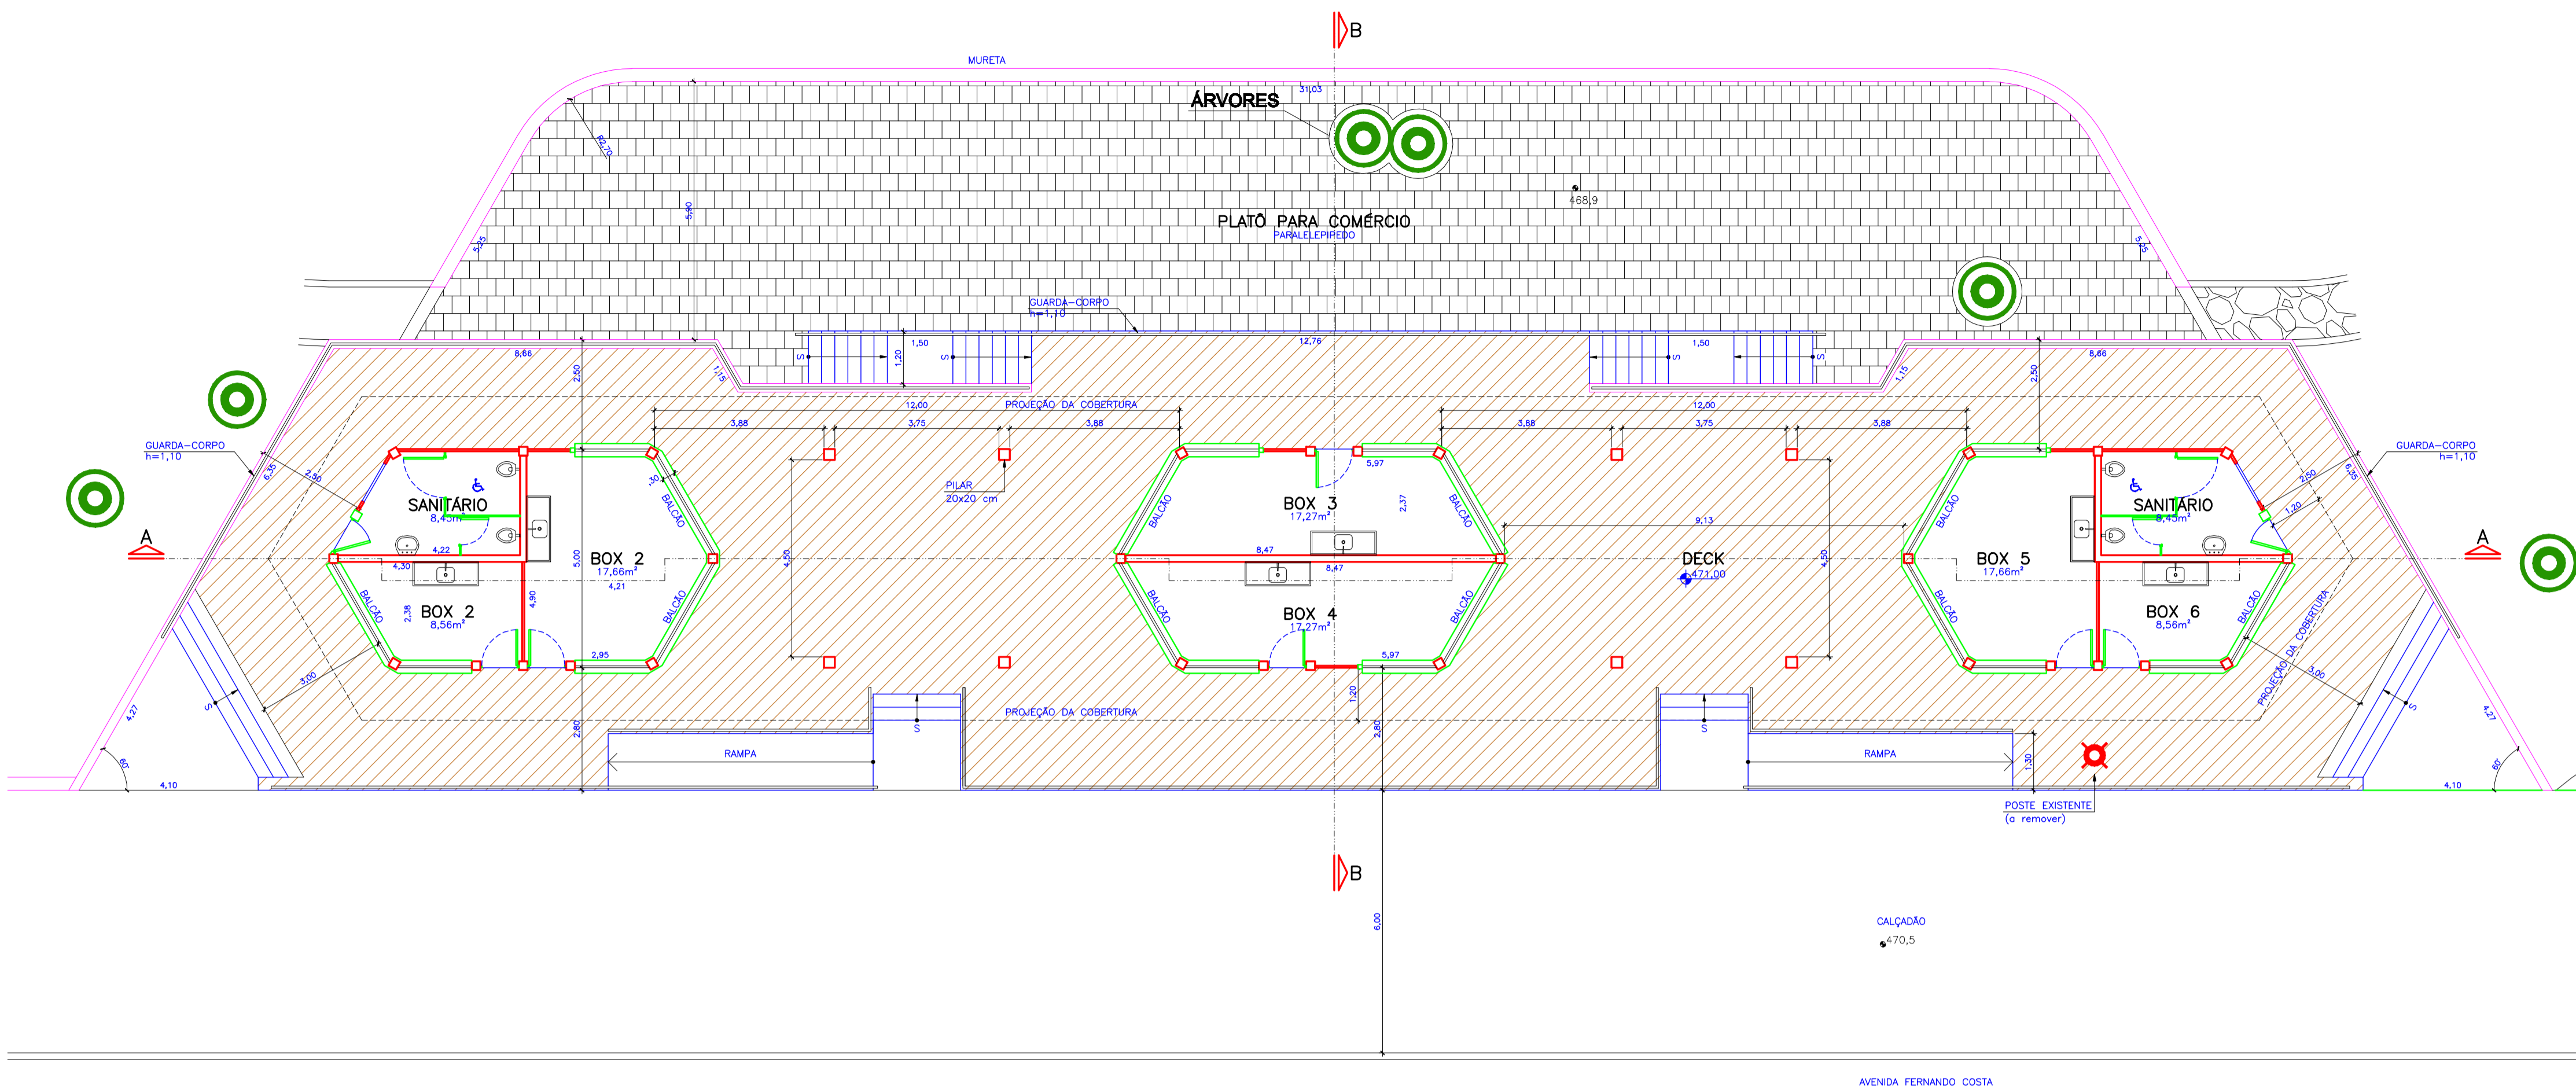 B
MURETA
31,03
ÁRVORES
R2,70
5,90
468,9
PLATÔ PARA COMÉRCIO
PARALELEPIPEDO
5,25
5,25
GUARDA-CORPO
h=1,10
8,66
1,15
S
1,50
1,20
S
12,76
S
1,50
S
1,15
8,66
2,50
2,50
12,00
PROJEÇÃO DA COBERTURA
12,00
3,88
3,75
3,88
3,88
3,75
3,88
GUARDA-CORPO
h=1,10
6,35
2,50
GUARDA-CORPO
h=1,10
6,35
2,50
1,20
SANITÁRIO
8,45m²
,30
BALCÃO
PILAR
20x20 cm
5,97
BOX 3
17,27m²
2,37
BALCÃO
BALCÃO
BALCÃO
SANITÁRIO
8,45m²
9,13
A
4,22
4,30
5,00
BOX 2
17,66m²
4,21
4,50
8,47
8,47
DECK
471,00
4,50
BOX 5
17,66m²
A
BALCÃO
2,38
BOX 2
8,56m²
4,90
BALCÃO
2,95
BALCÃO
BOX 4
17,27m²
BALCÃO
5,97
BALCÃO
BOX 6
8,56m²
BALCÃO
PROJEÇÃO DA COBERTURA
3,00
3,00
1,20
S
4,27
2,80
PROJEÇÃO DA COBERTURA
S
2,80
S
S
4,27
RAMPA
RAMPA
1,30
60°
4,10
60°
4,10
POSTE EXISTENTE
(a remover)
B
6,00
CALÇADÃO
470,5
AVENIDA FERNANDO COSTA